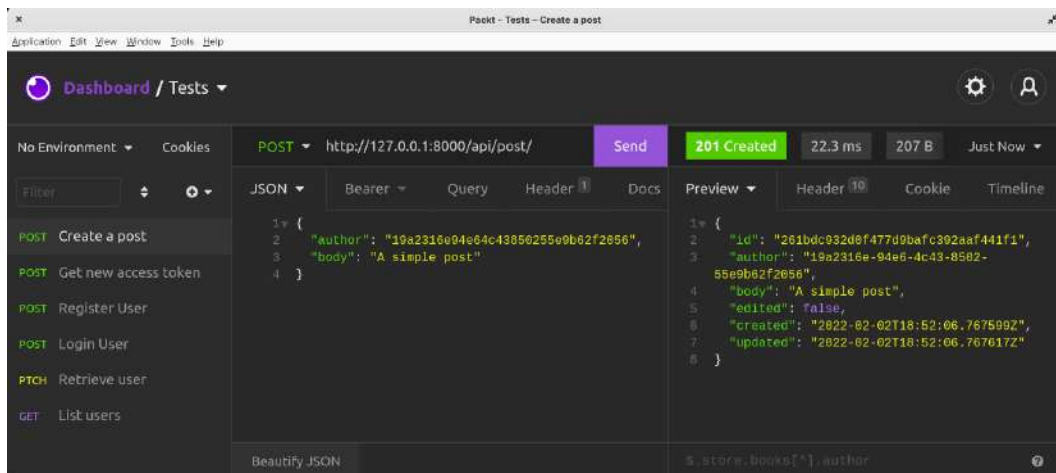 Packt – Tests – Create a post
Application Edit View Window Tools Help
Dashboard / Tests
No Environment Cookies
POST http://127.0.0.1:8000/api/post/ Send
201 Created 22.3 ms 207 B Just Now
Filter
JSON Bearer Query Header 1 Docs
Preview Header 10 Cookie Timeline
POST Create a post
POST Get new access token
POST Register User
POST Login User
PTCH Retrieve user
GET List users
1 {
2 "author": "19a2316e94e64c43850255e9b62f2056",
3 "body": "A simple post"
4 }
1 {
2 "id": "261bdc932d0f477d9bafc392aaf441f1",
3 "author": "19a2316e-94e6-4c43-8502-
55e9b62f2056",
4 "body": "A simple post",
5 "edited": false,
6 "created": "2022-02-02T18:52:06.767599Z",
7 "updated": "2022-02-02T18:52:06.767617Z"
8 }
Beautify JSON
$.store.books[*].author